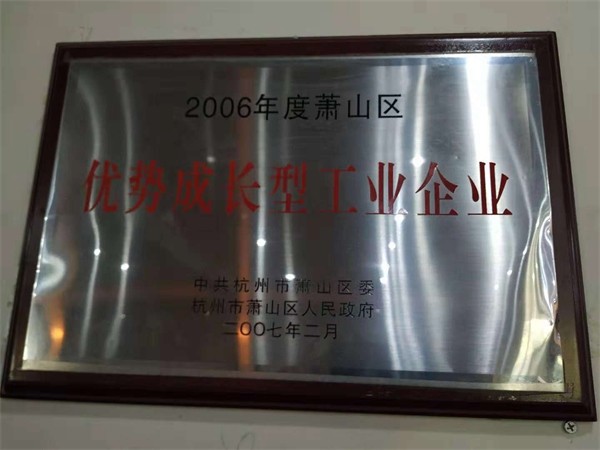 2006年度萧山区
优势成长型工业企业
中共杭州市萧山区委
杭州市萧山区人民政府
二〇〇七年二月